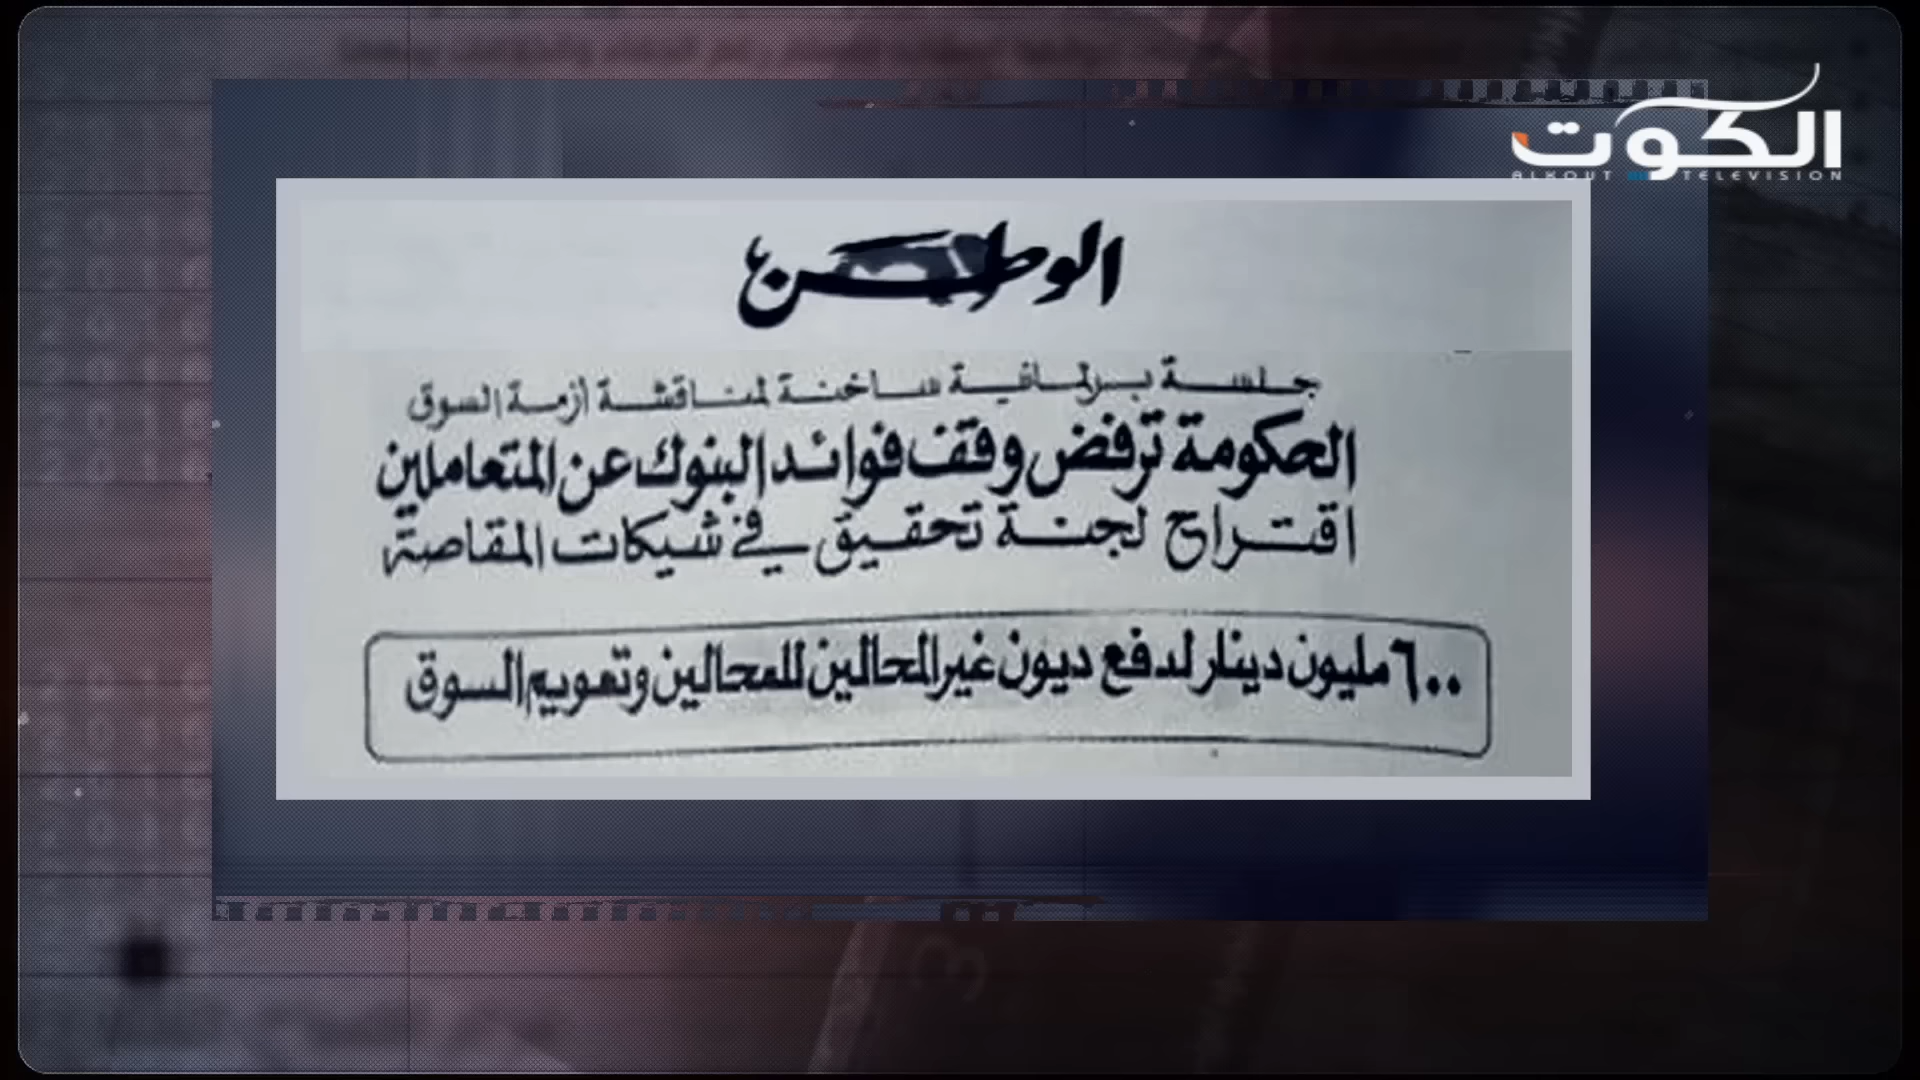 الكوت
ALKOUT TELEVISION
الوطن
جلسة برلمانية ساخنة لمناقشة أزمة السوق
الحكومة ترفض وقف فوائد البنوك عن المتعاملين
اقتراح لجنة تحقيق في شيكات المقاصة
٦٠٠ مليون دينار لدفع ديون غير المحالين للمحالين وتعويم السوق